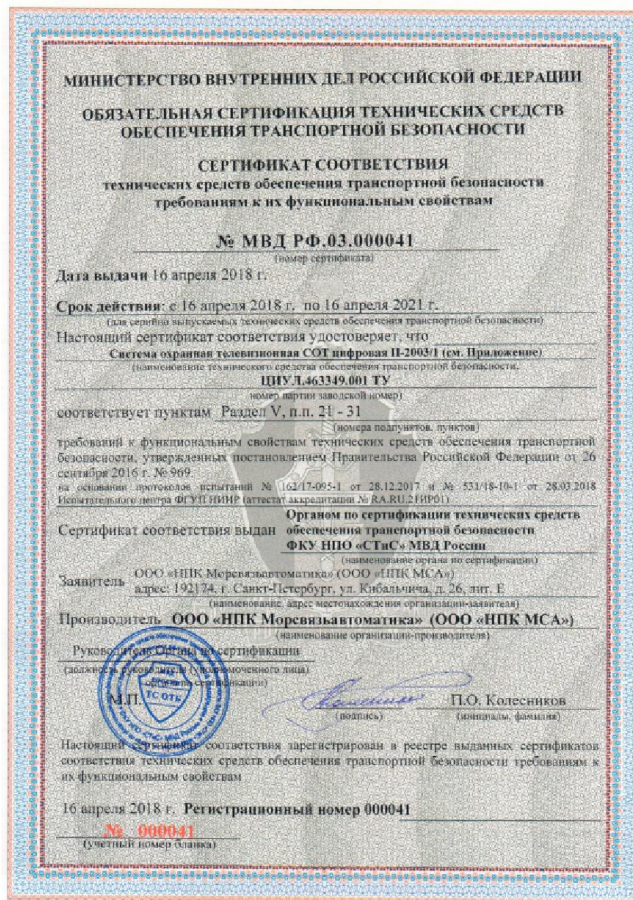 МИНИСТЕРСТВО ВНУТРЕННИХ ДЕЛ РОССИЙСКОЙ ФЕДЕРАЦИИ
ОБЯЗАТЕЛЬНАЯ СЕРТИФИКАЦИЯ ТЕХНИЧЕСКИХ СРЕДСТВ
ОБЕСПЕЧЕНИЯ ТРАНСПОРТНОЙ БЕЗОПАСНОСТИ
СЕРТИФИКАТ СООТВЕТСТВИЯ
технических средств обеспечения транспортной безопасности
требованиям к их функциональным свойствам
№ МВД РФ.03.000041
(номер сертификата)
Дата выдачи 16 апреля 2018 г.
Срок действия: с 16 апреля 2018 г. по 16 апреля 2021 г.
(для серийно выпускаемых технических средств обеспечения транспортной безопасности)
Настоящий сертификат соответствия удостоверяет, что
Система охранная телевизионная СОТ цифровая П-2003/1 (см. Приложение)
(наименование технического средства обеспечения транспортной безопасности,
ЦИУЛ.463349.001 ТУ
номер партии заводской номер)
соответствует пунктам Раздел V, п.п. 21 - 31
(номера подпунктов, пунктов)
требований к функциональным свойствам технических средств обеспечения транспортной
безопасности, утвержденных постановлением Правительства Российской Федерации от 26
сентября 2016 г. № 969
на основании протоколов испытаний № 162/17-095-1 от 28.12.2017 и № 531/18-10-1 от 28.03.2018
Испытательного центра ФГУП НИИР (аттестат аккредитации № RA.RU.21ИР01)
Сертификат соответствия выдан Органом по сертификации технических средств
обеспечения транспортной безопасности
ФКУ НПО «СТиС» МВД России
(наименование органа по сертификации)
Заявитель ООО «НПК Морсвязьавтоматика» (ООО «НПК МСА»)
адрес: 192174, г. Санкт-Петербург, ул. Кибальчича, д. 26, лит. Е
(наименование, адрес местонахождения организации-заявителя)
Производитель ООО «НПК Морсвязьавтоматика» (ООО «НПК МСА»)
(наименование организации-производителя)
Руководитель Органа по сертификации
(должность руководителя (уполномоченного лица)
органа по сертификации)
ТС ОТБ
М.П. П.О. Колесников
(подпись) (инициалы, фамилия)
Настоящий сертификат соответствия зарегистрирован в реестре выданных сертификатов
соответствия технических средств обеспечения транспортной безопасности требованиям к
их функциональным свойствам
16 апреля 2018 г. Регистрационный номер 000041
№ 000041
(учетный номер бланка)